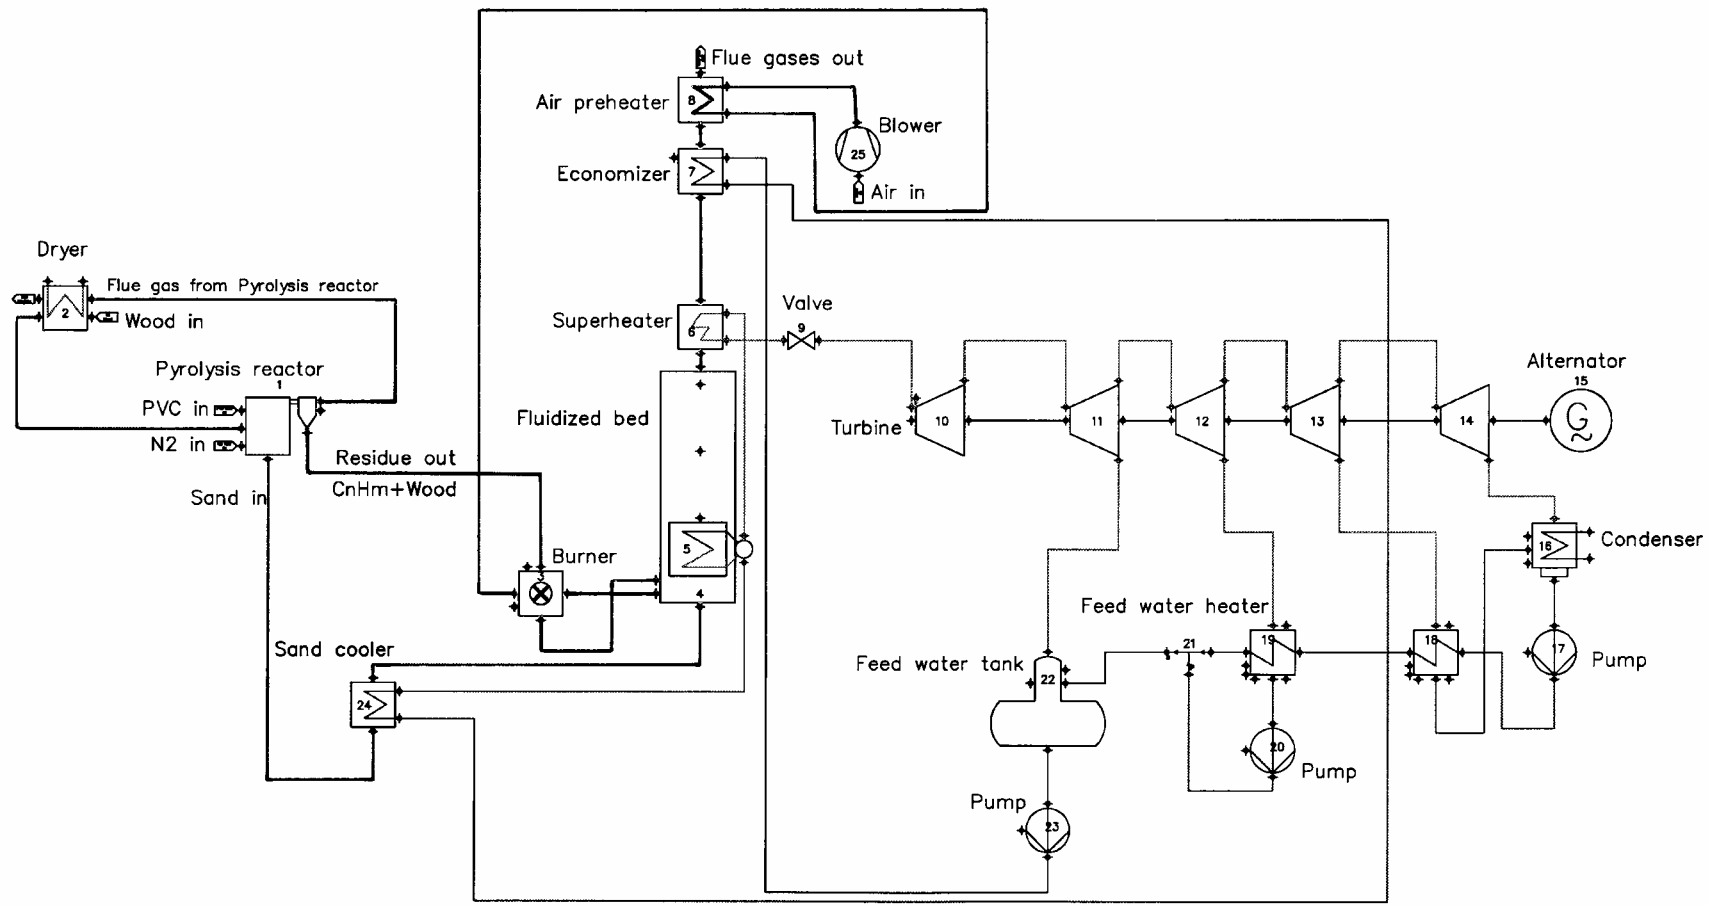 Flue gases out
8
Air preheater
Blower
25
Economizer
7
Air in
Dryer
Flue gas from Pyrolysis reactor
2
Wood in
Valve
9
Superheater
6
Pyrolysis reactor
1
Alternator
15
G
~
PVC in
N2 in
Fluidized bed
Turbine
10
11
12
13
14
Residue out
CnHm+Wood
Sand in
5
16
Condenser
Burner
3
4
Feed water heater
Sand cooler
21
19
18
17
Pump
Feed water tank
22
24
20
Pump
Pump
23